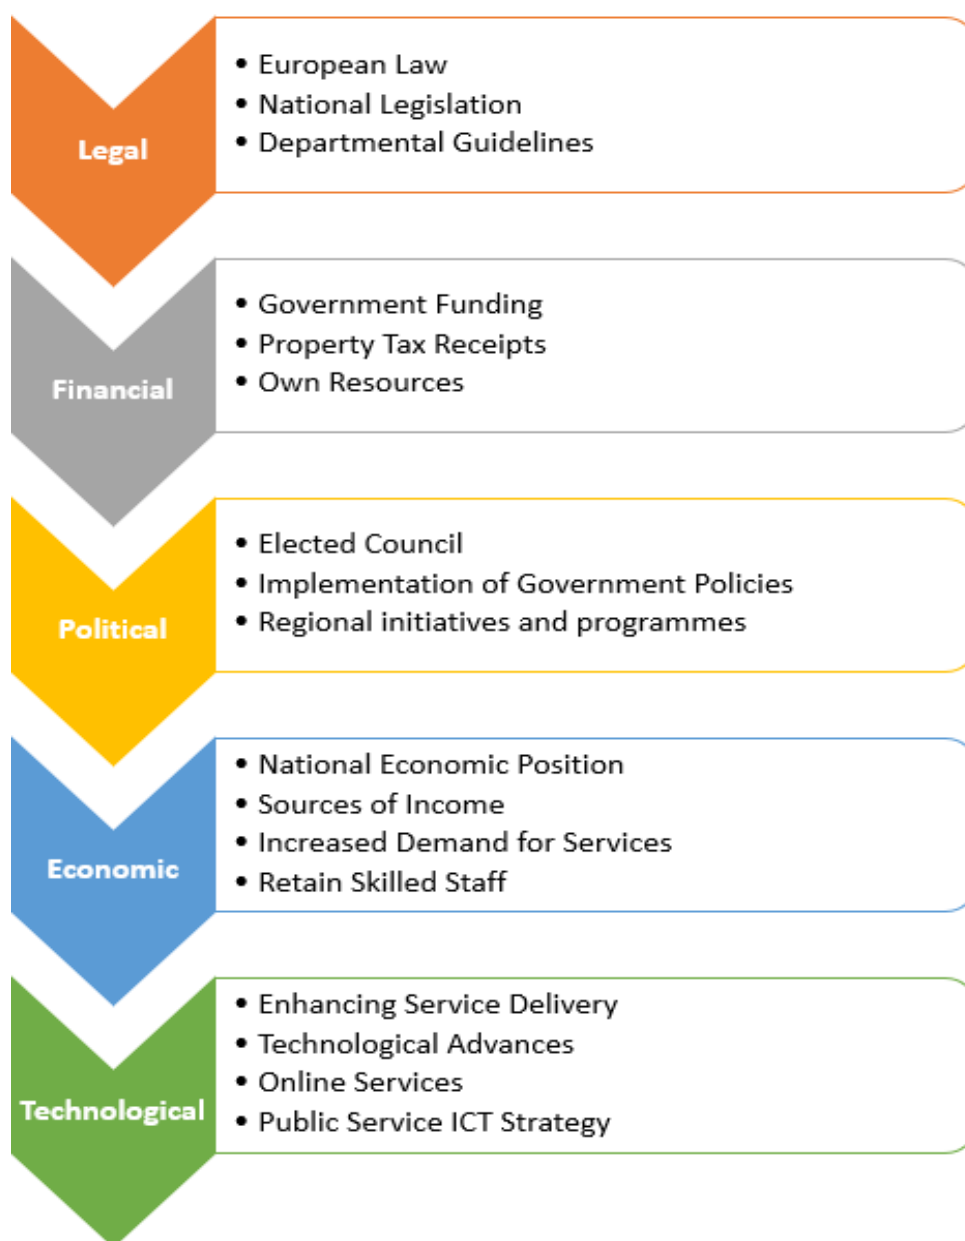 Legal
• European Law
• National Legislation
• Departmental Guidelines
Financial
• Government Funding
• Property Tax Receipts
• Own Resources
Political
• Elected Council
• Implementation of Government Policies
• Regional initiatives and programmes
Economic
• National Economic Position
• Sources of Income
• Increased Demand for Services
• Retain Skilled Staff
Technological
• Enhancing Service Delivery
• Technological Advances
• Online Services
• Public Service ICT Strategy